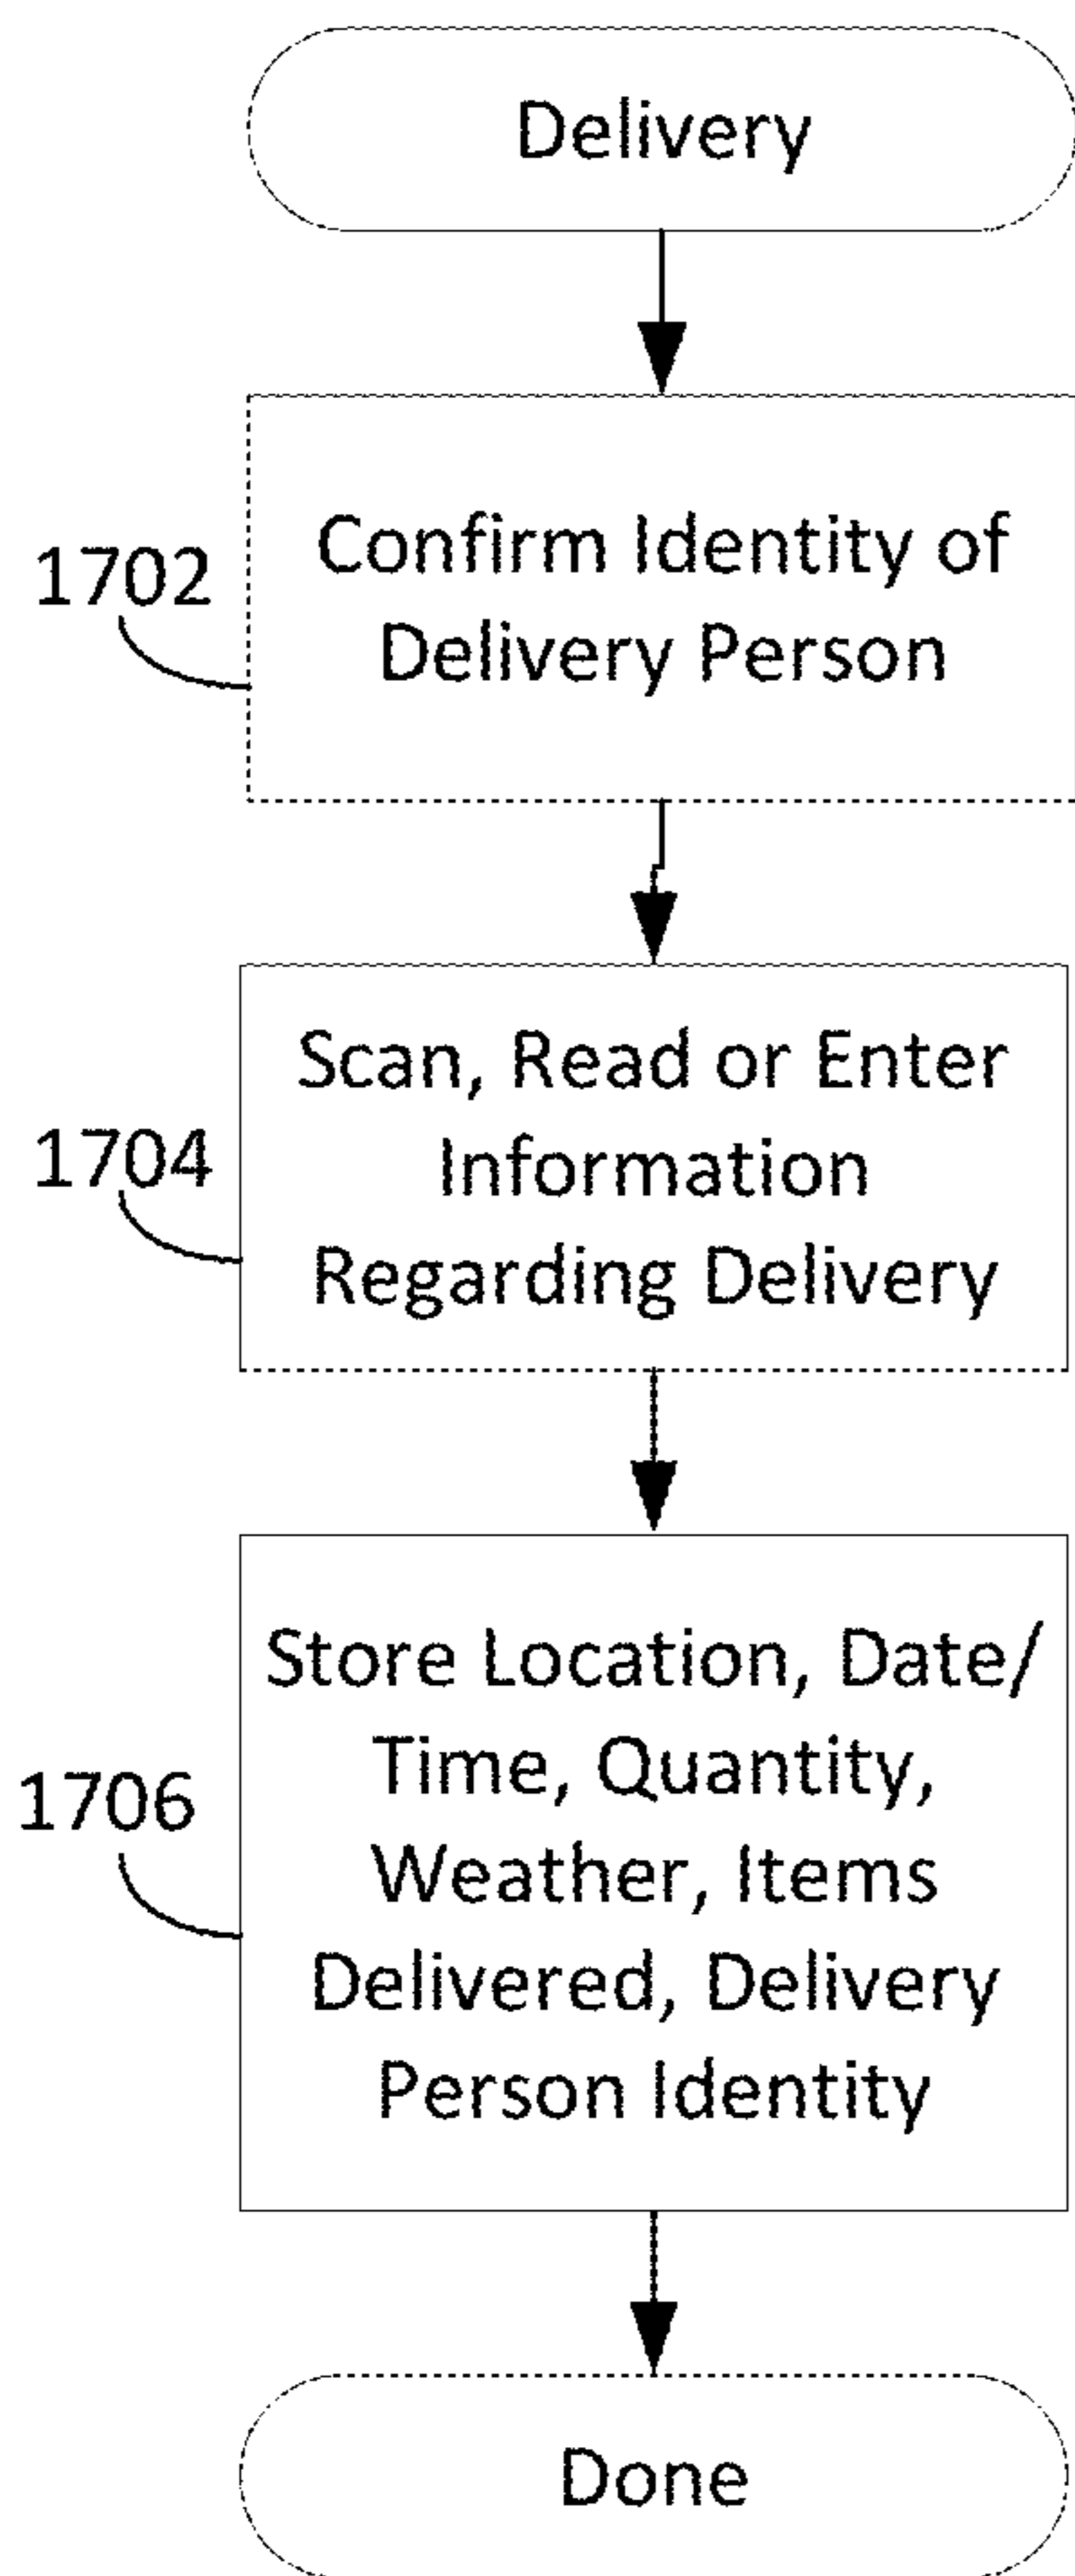 Delivery
Confirm Identity of
1702
Delivery Person
Scan, Read or Enter
1704
Information
Regarding Delivery
Store Location, Date/
Time, Quantity,
1706
Weather, Items
Delivered, Delivery
Person Identity
Done